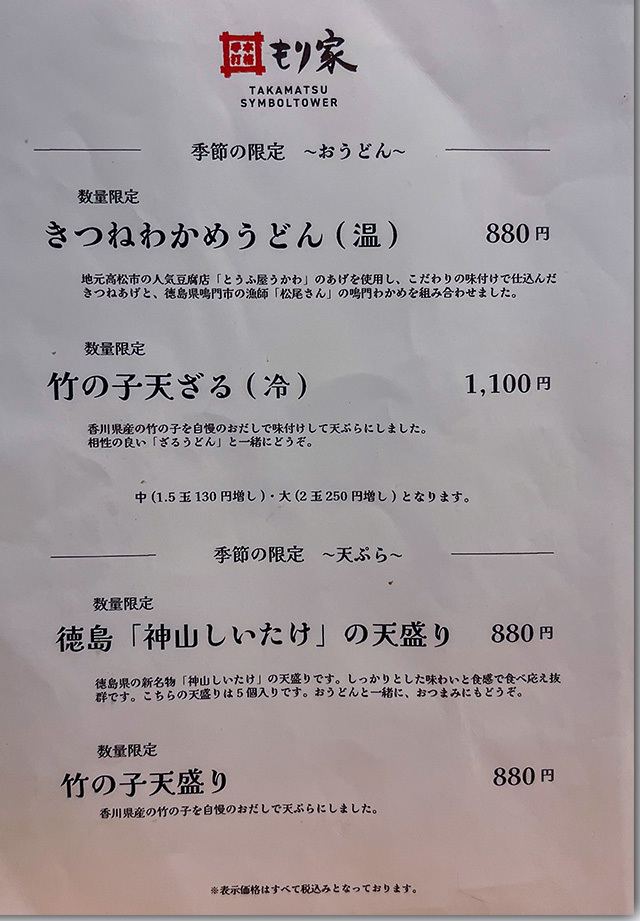 本格手打 もり家
TAKAMATSU
SYMBOLTOWER
季節の限定 ～おうどん～
数量限定
きつねわかめうどん(温) 880円
地元高松市の人気豆腐店「とうふ屋うかわ」のあげを使用し、こだわりの味付けで仕込んだ
きつねあげと、徳島県鳴門市の漁師「松尾さん」の鳴門わかめを組み合わせました。
数量限定
竹の子天ざる(冷) 1,100円
香川県産の竹の子を自慢のおだしで味付けして天ぷらにしました。
相性の良い「ざるうどん」と一緒にどうぞ。
中(1.5玉130円増し)・大(2玉250円増し)となります。
季節の限定 ～天ぷら～
数量限定
徳島「神山しいたけ」の天盛り 880円
徳島県の新名物「神山しいたけ」の天盛りです。しっかりとした味わいと食感で食べ応え抜
群です。こちらの天盛りは5個入りです。おうどんと一緒に、おつまみにもどうぞ。
数量限定
竹の子天盛り 880円
香川県産の竹の子を自慢のおだしで天ぷらにしました。
※表示価格はすべて税込みとなっております。